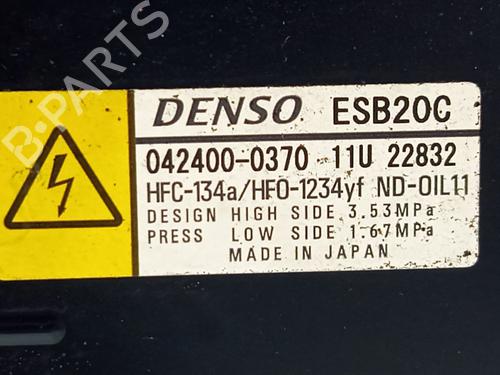 DENSO ESB20C
042400-0370 11U 22832
HFC-134a/HFO-1234yf ND-OIL11
DESIGN HIGH SIDE 3.53MPa
PRESS LOW SIDE 1.67MPa
MADE IN JAPAN
B-PARTS